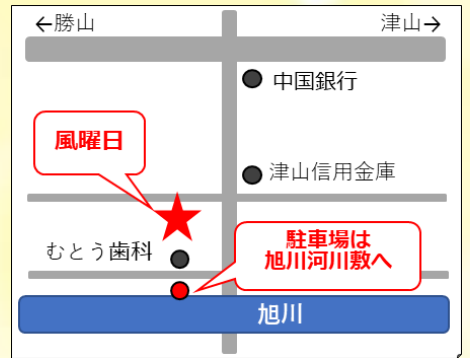 ←勝山
津山→
中国銀行
風曜日
津山信用金庫
むとう歯科
駐車場は
旭川河川敷へ
旭川